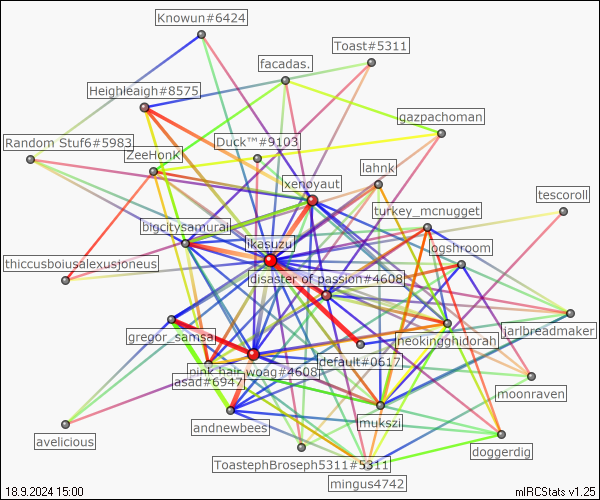 Knowun#6424
Toast#5311
facadas.
Heighleaigh#8575
gazpachoman
Random Stuf6#5983
Duck™#9103
ZeeHonK
lahnk
xenoyaut
tescoroll
turkey_mcnugget
bigcitysamurai
ikasuzu
ogshroom
thiccusboiusalexusjoneus
disaster of passion#4608
jarlbreadmaker
gregor_samsa
neokingghidorah
default#0617
pink hair woag#4608
asad#6947
moonraven
andnewbees
mukszi
avelicious
doggerdig
ToastephBroseph5311#5311
mingus4742
18.9.2024 15:00
mIRCStats v1.25